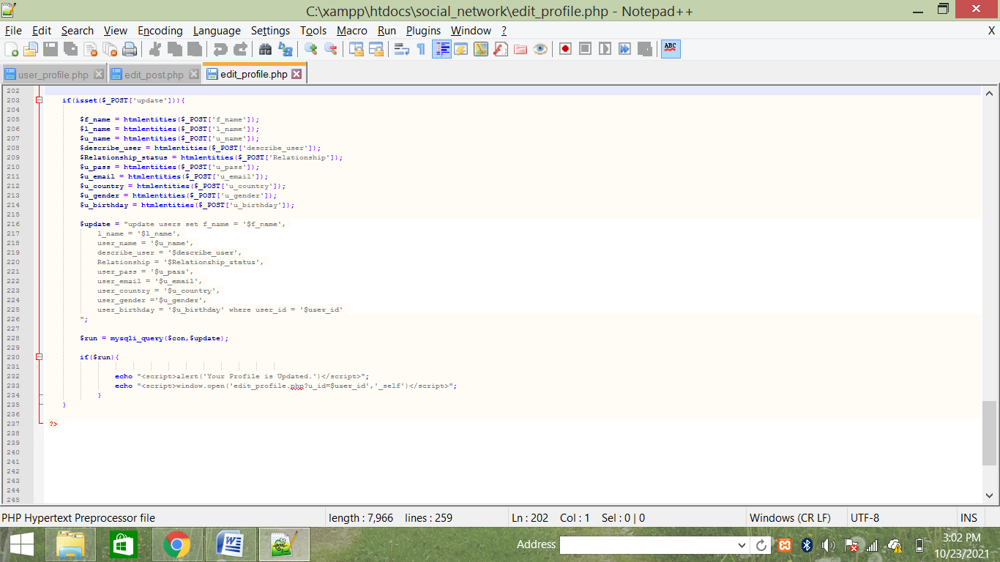 C:\xampp\htdocs\social_network\edit_profile.php - Notepad++
File Edit Search View Encoding Language Settings Tools Macro Run Plugins Window ? X
ABC
user_profile.php edit_post.php edit_profile.php
202
203 if(isset($_POST['update'])){
204
205 $f_name = htmlentities($_POST['f_name']);
206 $l_name = htmlentities($_POST['l_name']);
207 $u_name = htmlentities($_POST['u_name']);
208 $describe_user = htmlentities($_POST['describe_user']);
209 $Relationship_status = htmlentities($_POST['Relationship']);
210 $u_pass = htmlentities($_POST['u_pass']);
211 $u_email = htmlentities($_POST['u_email']);
212 $u_country = htmlentities($_POST['u_country']);
213 $u_gender = htmlentities($_POST['u_gender']);
214 $u_birthday = htmlentities($_POST['u_birthday']);
215
216 $update = "update users set f_name = '$f_name',
217 l_name = '$l_name',
218 user_name = '$u_name',
219 describe_user = '$describe_user',
220 Relationship = '$Relationship_status',
221 user_pass = '$u_pass',
222 user_email = '$u_email',
223 user_country = '$u_country',
224 user_gender ='$u_gender',
225 user_birthday = '$u_birthday' where user_id = '$user_id'
226 ";
227
228 $run = mysqli_query($con,$update);
229
230 if($run){
231
232 echo "<script>alert('Your Profile is Updated.')</script>";
233 echo "<script>window.open('edit_profile.php?u_id=$user_id','_self')</script>";
234 }
235 }
236
237 ?>
238
239
240
241
242
243
244
245
PHP Hypertext Preprocessor file length : 7,966 lines : 259 Ln : 202 Col : 1 Sel : 0 | 0 Windows (CR LF) UTF-8 INS
Address 3:02 PM
10/23/2021